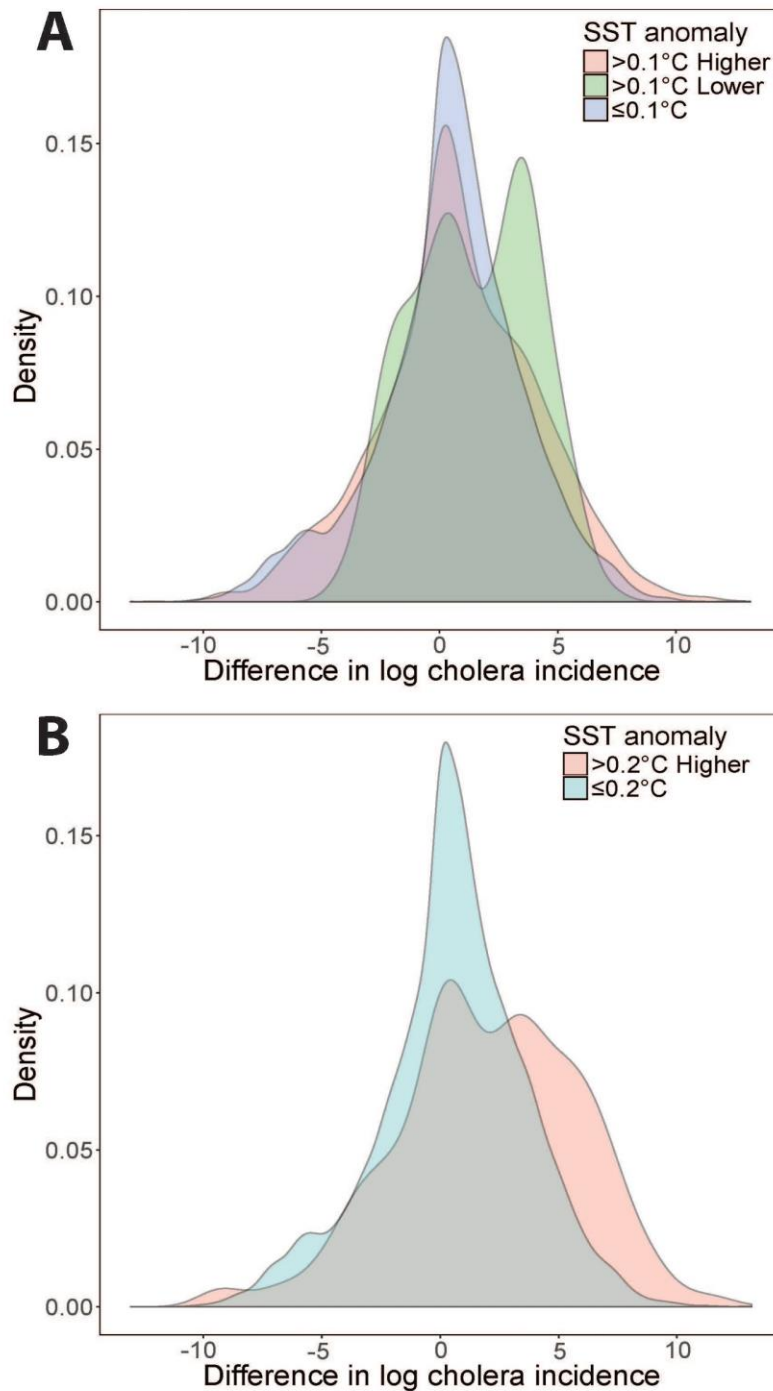 A
SST anomaly
>0.1°C Higher
>0.1°C Lower
≤0.1°C
0.15
0.10
0.05
0.00
Density
-10 -5 0 5 10
Difference in log cholera incidence
B
SST anomaly
>0.2°C Higher
≤0.2°C
0.15
0.10
0.05
0.00
Density
-10 -5 0 5 10
Difference in log cholera incidence